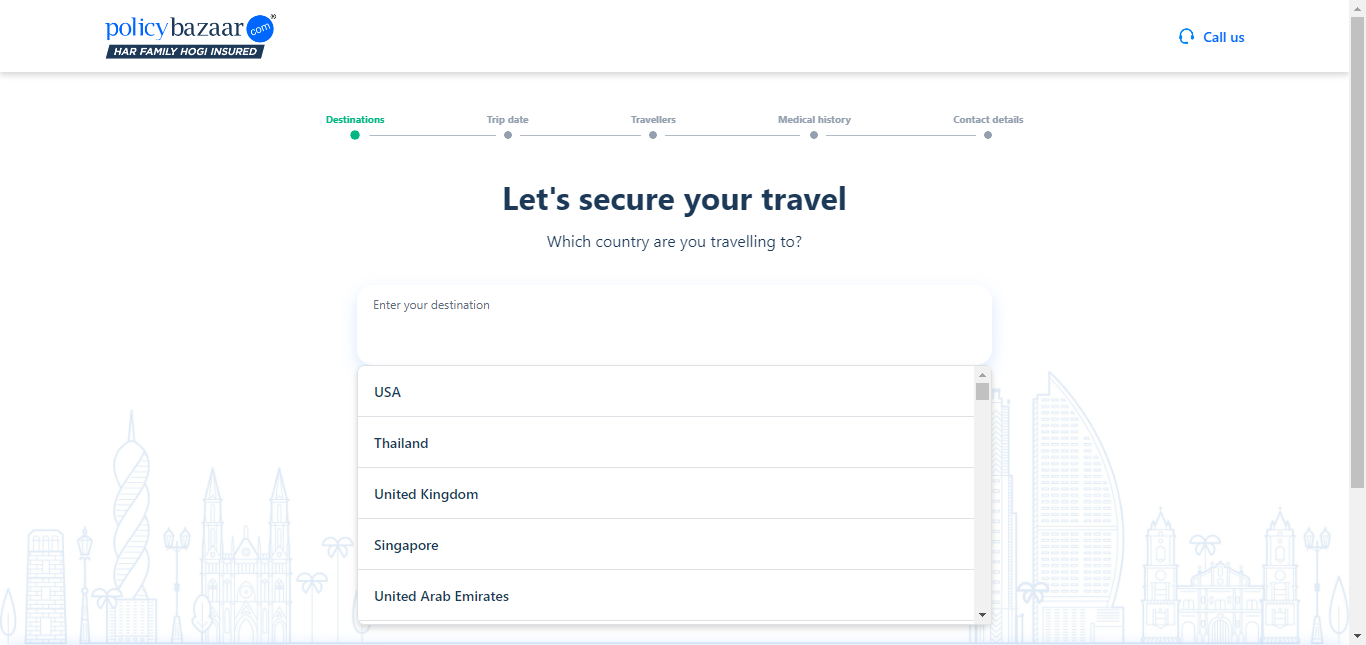 policybazaar com ®
HAR FAMILY HOGI INSURED
Call us
Destinations Trip date Travellers Medical history Contact details
Let's secure your travel
Which country are you travelling to?
Enter your destination
USA
Thailand
United Kingdom
Singapore
United Arab Emirates